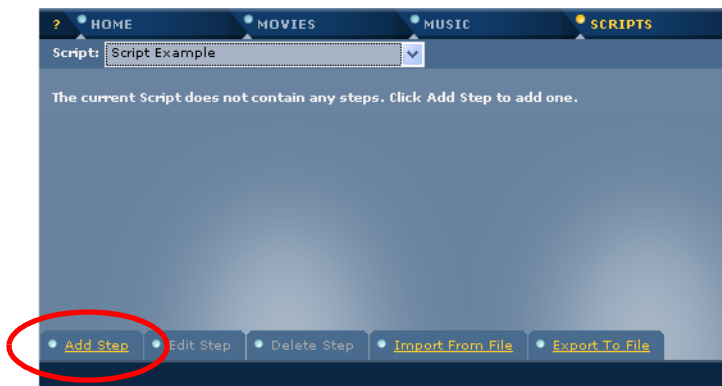 ? HOME MOVIES MUSIC SCRIPTS
Script: Script Example
The current Script does not contain any steps. Click Add Step to add one.
Add Step Edit Step Delete Step Import From File Export To File